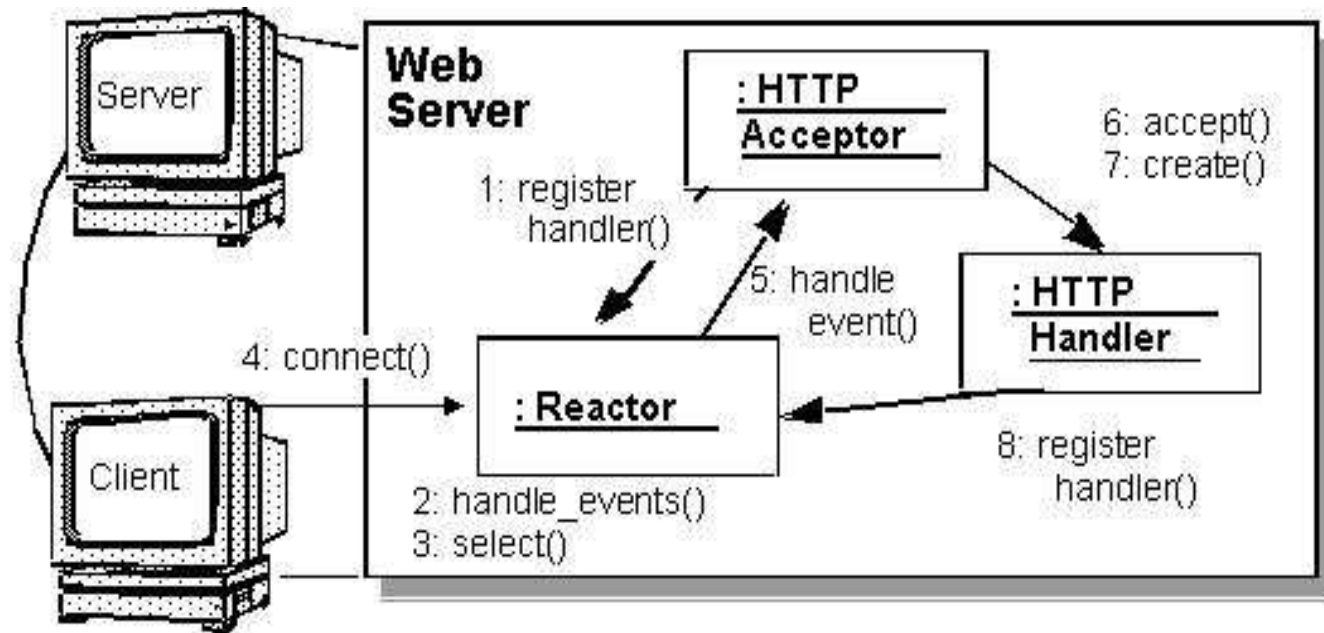 Server
Web
Server
: HTTP
Acceptor
6: accept()
7: create()
1: register
handler()
5: handle
event()
: HTTP
Handler
4: connect()
: Reactor
Client
8: register
handler()
2: handle_events()
3: select()